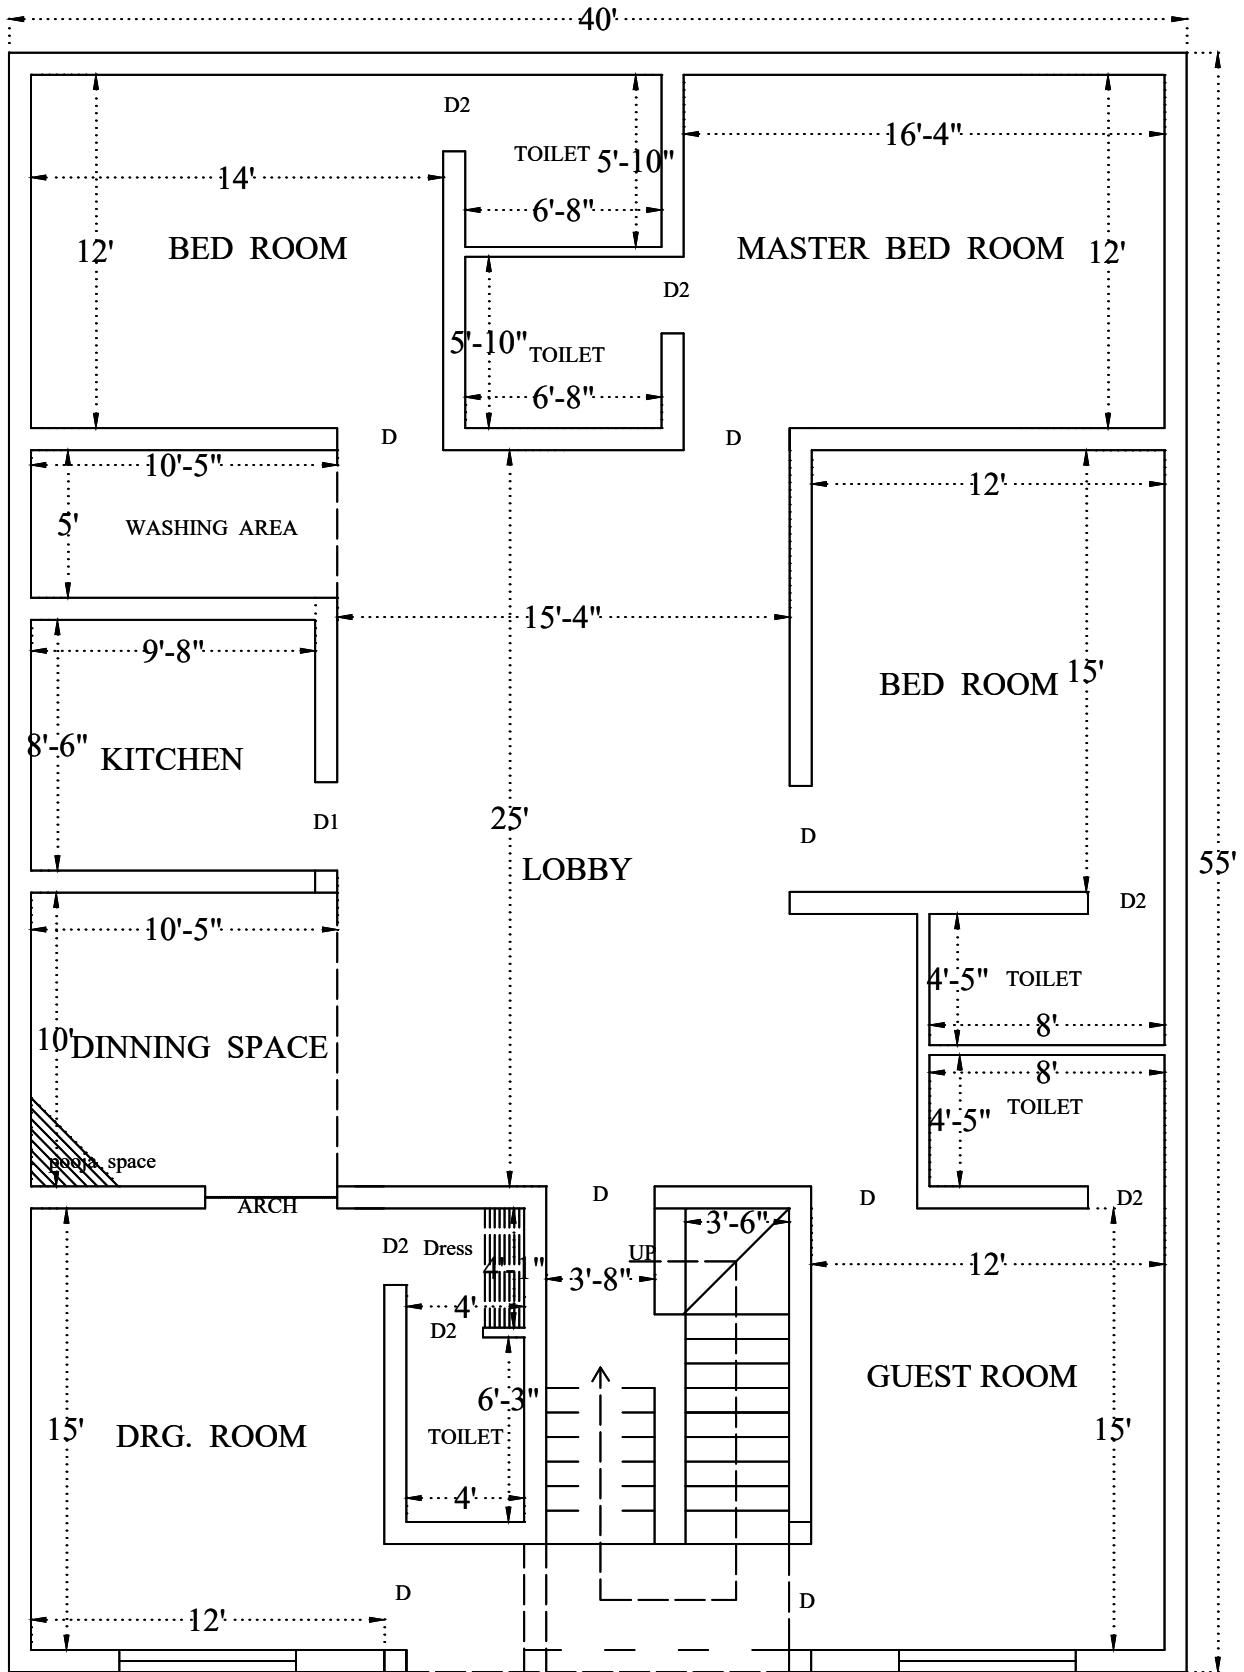 40'
D2
16'-4"
TOILET 5'-10"
14'
6'-8"
12'
BED ROOM
MASTER BED ROOM
12'
D2
5'-10"
TOILET
6'-8"
D
D
10'-5"
12'
5'
WASHING AREA
15'-4"
9'-8"
BED ROOM
15'
8'-6"
KITCHEN
25'
D1
D
LOBBY
55'
D2
10'-5"
4'-5"
TOILET
8'
10'
DINNING SPACE
8'
TOILET
4'-5"
pooja space
D
D
D2
ARCH
3'-6"
D2
Dress
UP
4'-1"
3'-8"
12'
4'
D2
GUEST ROOM
6'-3"
15'
DRG. ROOM
TOILET
15'
4'
D
D
12'